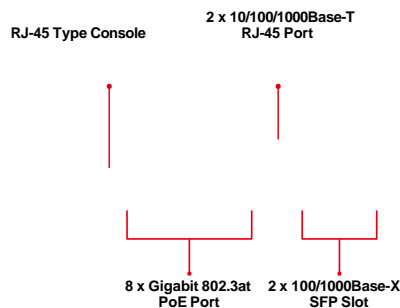 2 x 10/100/1000Base-T
RJ-45 Type Console
RJ-45 Port
8 x Gigabit 802.3at
PoE Port
2 x 100/1000Base-X
SFP Slot